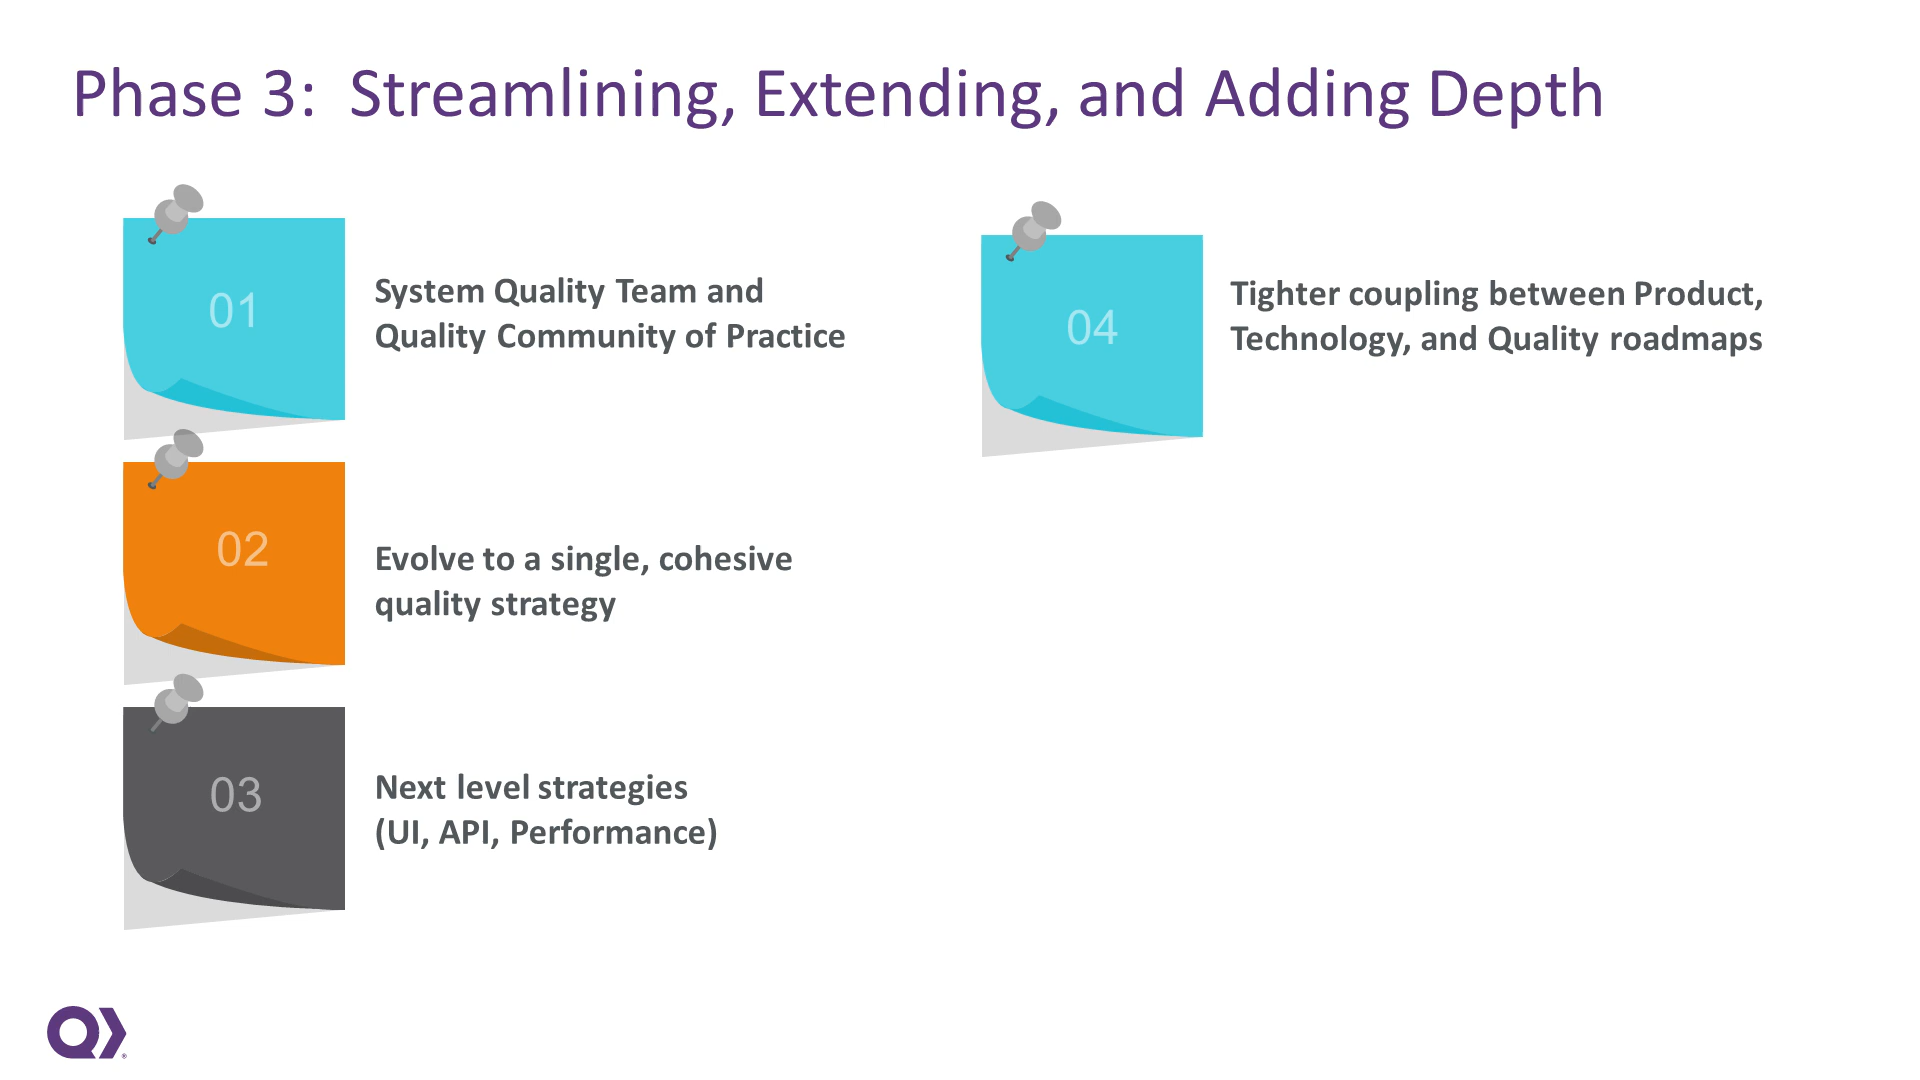 Phase 3:  Streamlining, Extending, and Adding Depth
01
System Quality Team and
Quality Community of Practice
02
Evolve to a single, cohesive
quality strategy
03
Next level strategies
(UI, API, Performance)
04
Tighter coupling between Product,
Technology, and Quality roadmaps